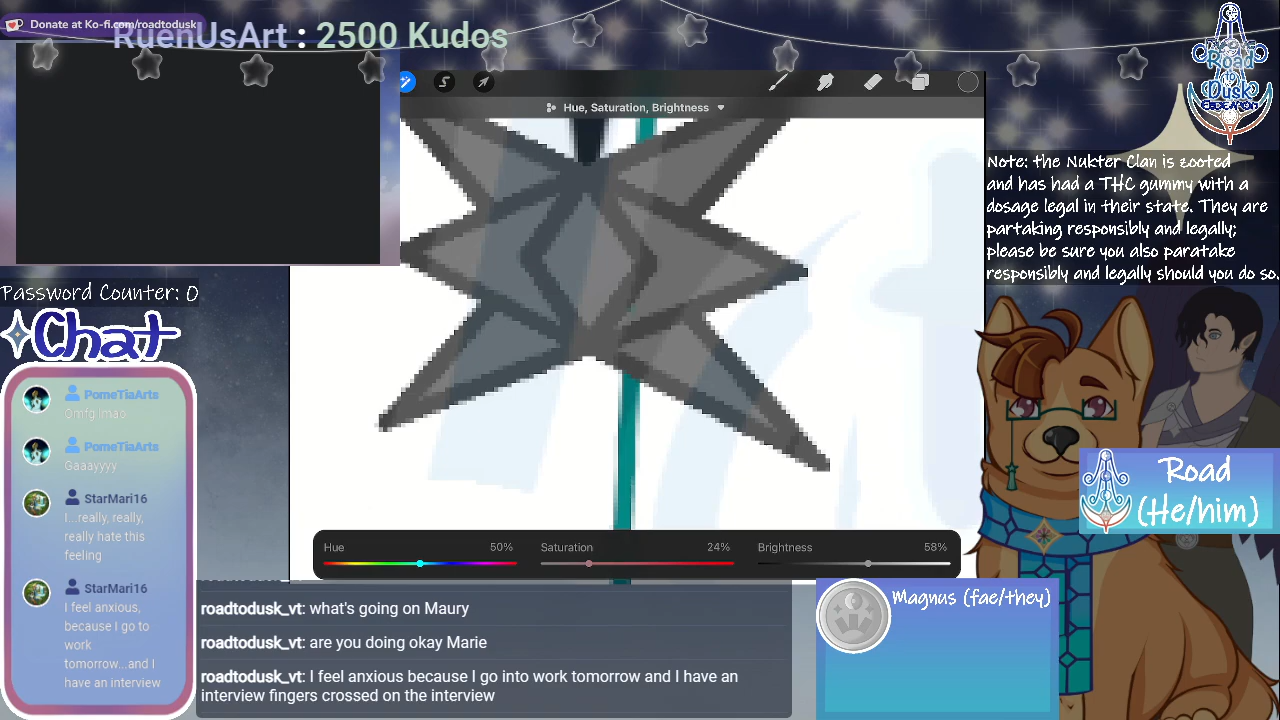 Donate at Ko-fi.com/roadtodusk
RuenUsArt : 2500 Kudos
Road
to
Dusk
Hue, Saturation, Brightness
Note: the Nukter Clan is zooted
and has had a THC gummy with a
dosage legal in their state. They are
partaking responsibly and legally;
please be sure you also paratake
responsibly and legally should you do so.
Password Counter: 0
Chat
PomeTiaArts
Omfg lmao
PomeTiaArts
Gaaayyyy
StarMari16
I...really, really,
really hate this
feeling
StarMari16
I feel anxious,
because I go to
work
tomorrow...and I
have an interview
Hue 50%
Saturation 24%
Brightness 58%
roadtodusk_vt: what's going on Maury
roadtodusk_vt: are you doing okay Marie
roadtodusk_vt: I feel anxious because I go into work tomorrow and I have an
interview fingers crossed on the interview
Road
(He/him)
Magnus (fae/they)